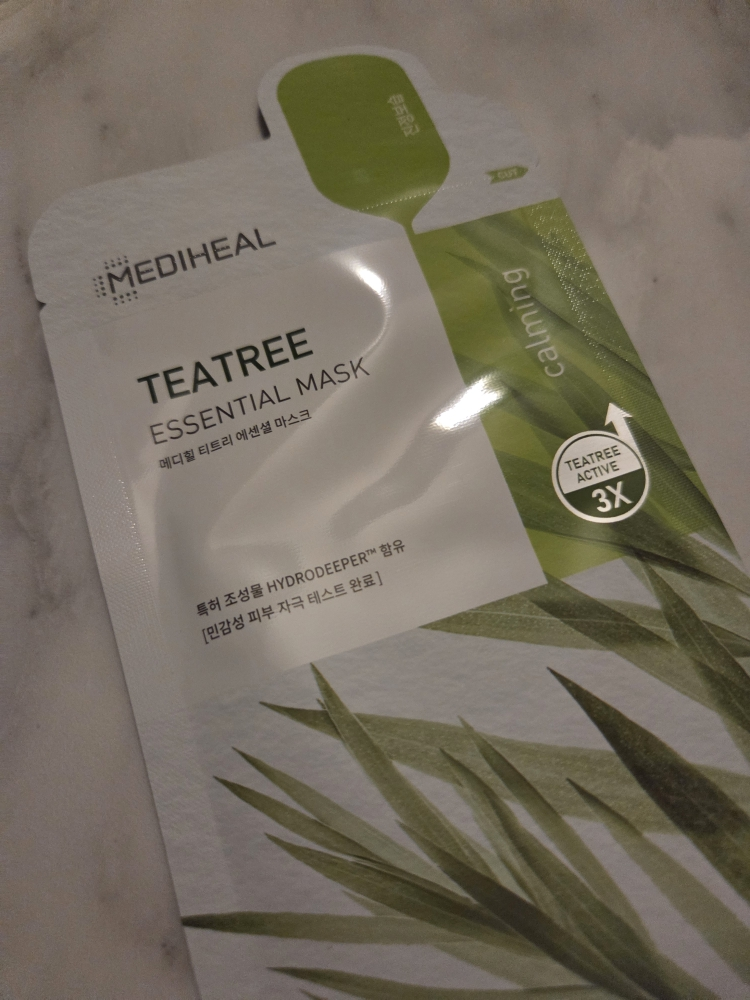 CUT
MEDIHEAL
calming
TEATREE
ESSENTIAL MASK
메디힐 티트리 에센셜 마스크
TEATREE
ACTIVE
3X
특허 조성물 HYDRODEEPER™ 함유
[민감성 피부 자극 테스트 완료]